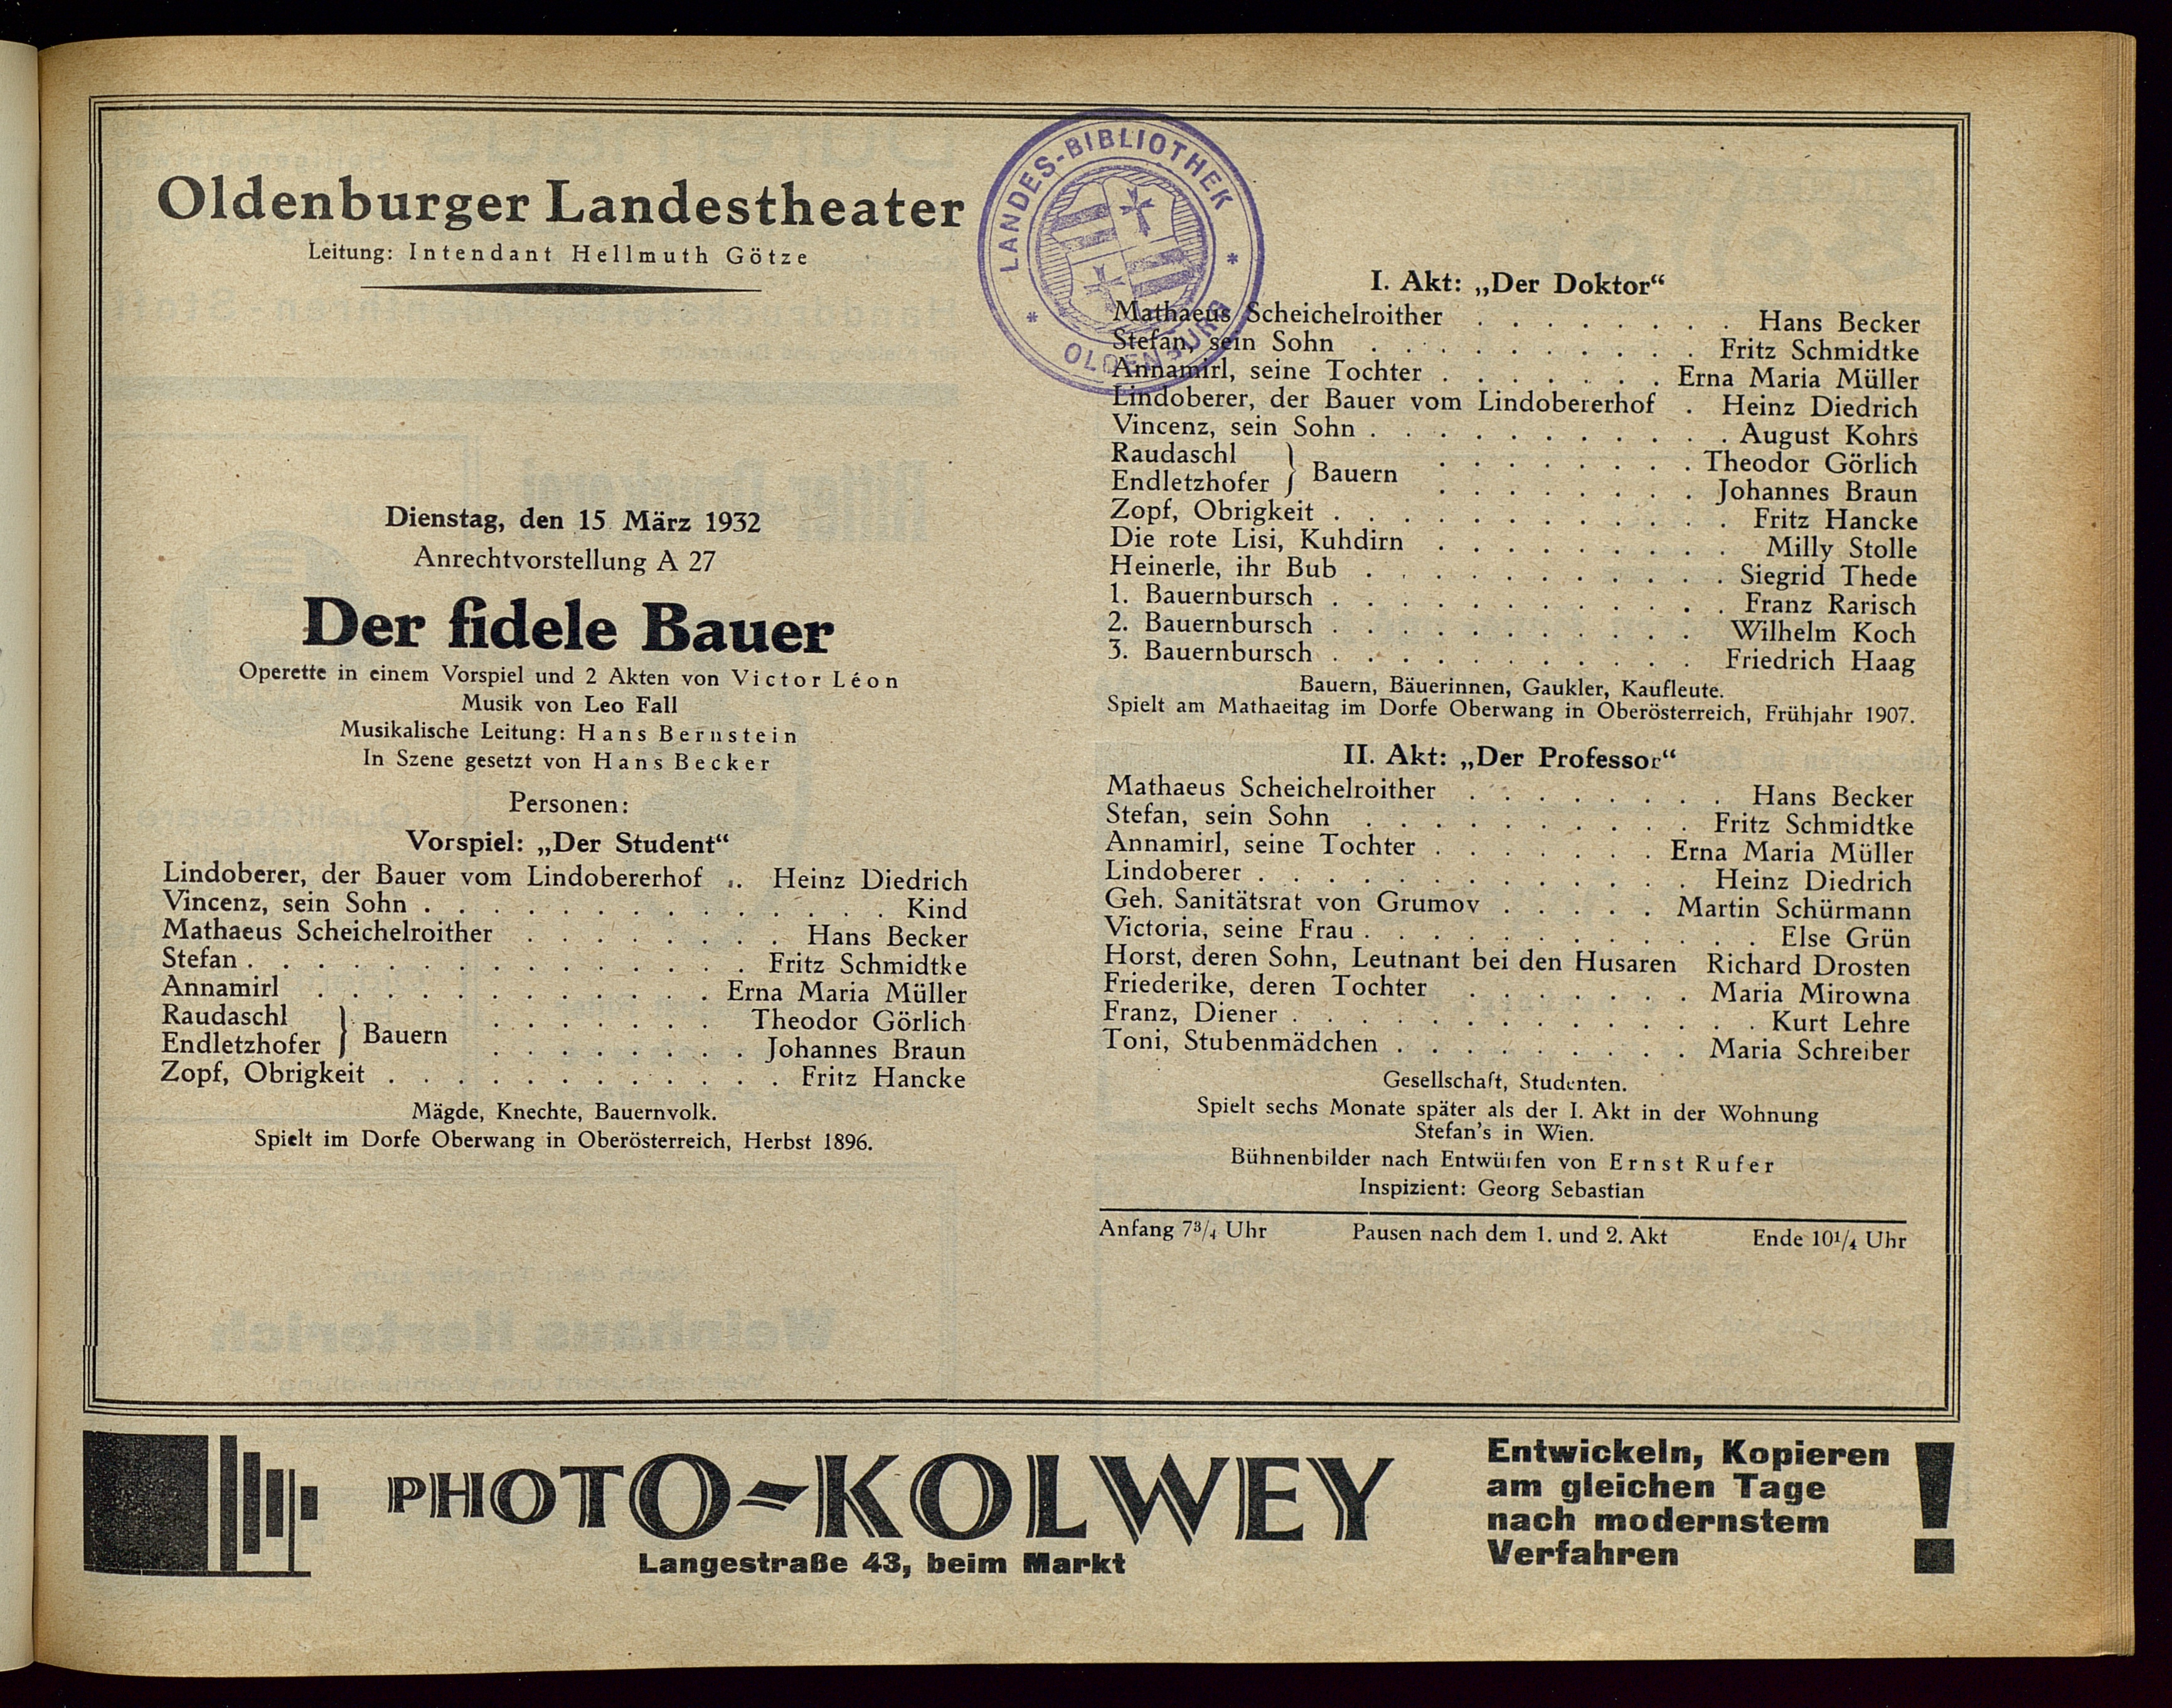 Oldenburger Landestheater
Leitung: Intendant Hellmuth Götze
Dienstag, den 15 März 1932
Anrechtvorstellung A 27
Der fidele Bauer
Operette in einem Vorspiel und 2 Akten von Victor Léon
Musik von Leo Fall
Musikalische Leitung: Hans Bernstein
In Szene gesetzt von Hans Becker
Personen:
Vorspiel: „Der Student“
Lindoberer, der Bauer vom Lindobererhof . . Heinz Diedrich
Vincenz, sein Sohn . . . . . . . . . . . . . . Kind
Mathaeus Scheichelroither . . . . . . . . Hans Becker
Stefan . . . . . . . . . . . . . . . Fritz Schmidtke
Annamirl . . . . . . . . . . . . Erna Maria Müller
Raudaschl } Bauern . . . . . . . Theodor Görlich
Endletzhofer } . . . . . . . . Johannes Braun
Zopf, Obrigkeit . . . . . . . . . . . . Fritz Hancke
Mägde, Knechte, Bauernvolk.
Spielt im Dorfe Oberwang in Oberösterreich, Herbst 1896.
LANDES-BIBLIOTHEK
* OLDENBURG *
I. Akt: „Der Doktor“
Mathaeus Scheichelroither . . . . . . . . Hans Becker
Stefan, sein Sohn . . . . . . . . . . Fritz Schmidtke
Annamirl, seine Tochter . . . . . . . Erna Maria Müller
Lindoberer, der Bauer vom Lindobererhof . Heinz Diedrich
Vincenz, sein Sohn . . . . . . . . . . . August Kohrs
Raudaschl } Bauern . . . . . . . . Theodor Görlich
Endletzhofer } . . . . . . . . Johannes Braun
Zopf, Obrigkeit . . . . . . . . . . . . Fritz Hancke
Die rote Lisi, Kuhdirn . . . . . . . . . Milly Stolle
Heinerle, ihr Bub . . . . . . . . . . . Siegrid Thede
1. Bauernbursch . . . . . . . . . . . . Franz Rarisch
2. Bauernbursch . . . . . . . . . . . Wilhelm Koch
3. Bauernbursch . . . . . . . . . . . Friedrich Haag
Bauern, Bäuerinnen, Gaukler, Kaufleute.
Spielt am Mathaeitag im Dorfe Oberwang in Oberösterreich, Frühjahr 1907.
II. Akt: „Der Professor“
Mathaeus Scheichelroither . . . . . . . . Hans Becker
Stefan, sein Sohn . . . . . . . . . . Fritz Schmidtke
Annamirl, seine Tochter . . . . . . . Erna Maria Müller
Lindoberer . . . . . . . . . . . . . Heinz Diedrich
Geh. Sanitätsrat von Grumov . . . . . Martin Schürmann
Victoria, seine Frau . . . . . . . . . . . . Else Grün
Horst, deren Sohn, Leutnant bei den Husaren Richard Drosten
Friederike, deren Tochter . . . . . . . Maria Mirowna
Franz, Diener . . . . . . . . . . . . . . Kurt Lehre
Toni, Stubenmädchen . . . . . . . . . Maria Schreiber
Gesellschaft, Studenten.
Spielt sechs Monate später als der I. Akt in der Wohnung
Stefan's in Wien.
Bühnenbilder nach Entwürfen von Ernst Rufer
Inspizient: Georg Sebastian
Anfang 7¾ Uhr Pausen nach dem 1. und 2. Akt Ende 10¼ Uhr
PHOTO-KOLWEY
Langestraße 43, beim Markt
Entwickeln, Kopieren
am gleichen Tage
nach modernstem
Verfahren !